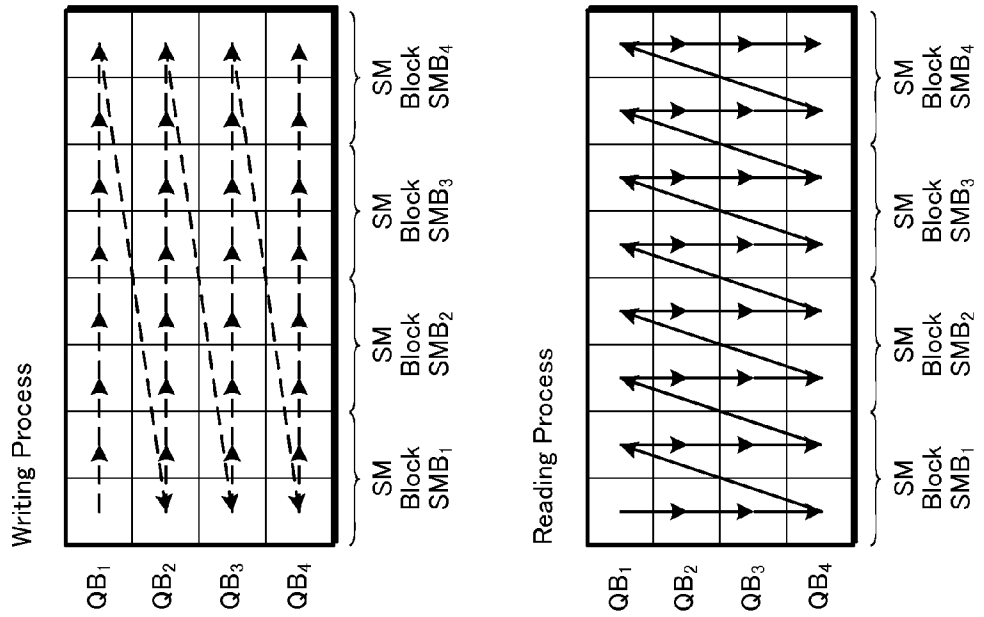 Writing Process
QB1
QB2
QB3
QB4
SM
Block
SMB1
SM
Block
SMB2
SM
Block
SMB3
SM
Block
SMB4
Reading Process
QB1
QB2
QB3
QB4
SM
Block
SMB1
SM
Block
SMB2
SM
Block
SMB3
SM
Block
SMB4